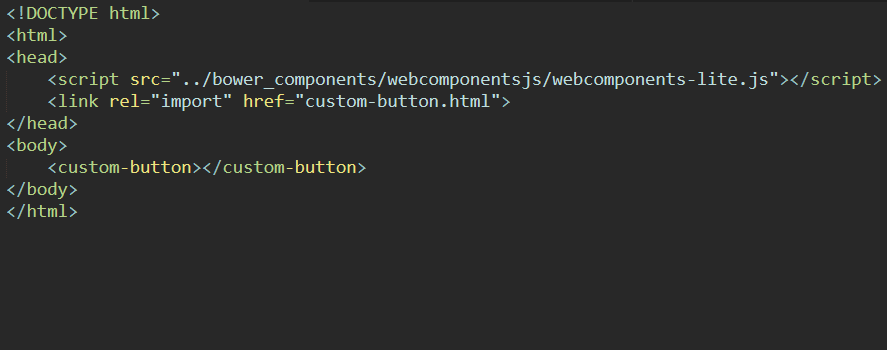 <!DOCTYPE html>
<html>
<head>
    <script src="../bower_components/webcomponentsjs/webcomponents-lite.js"></script>
    <link rel="import" href="custom-button.html">
</head>
<body>
    <custom-button></custom-button>
</body>
</html>